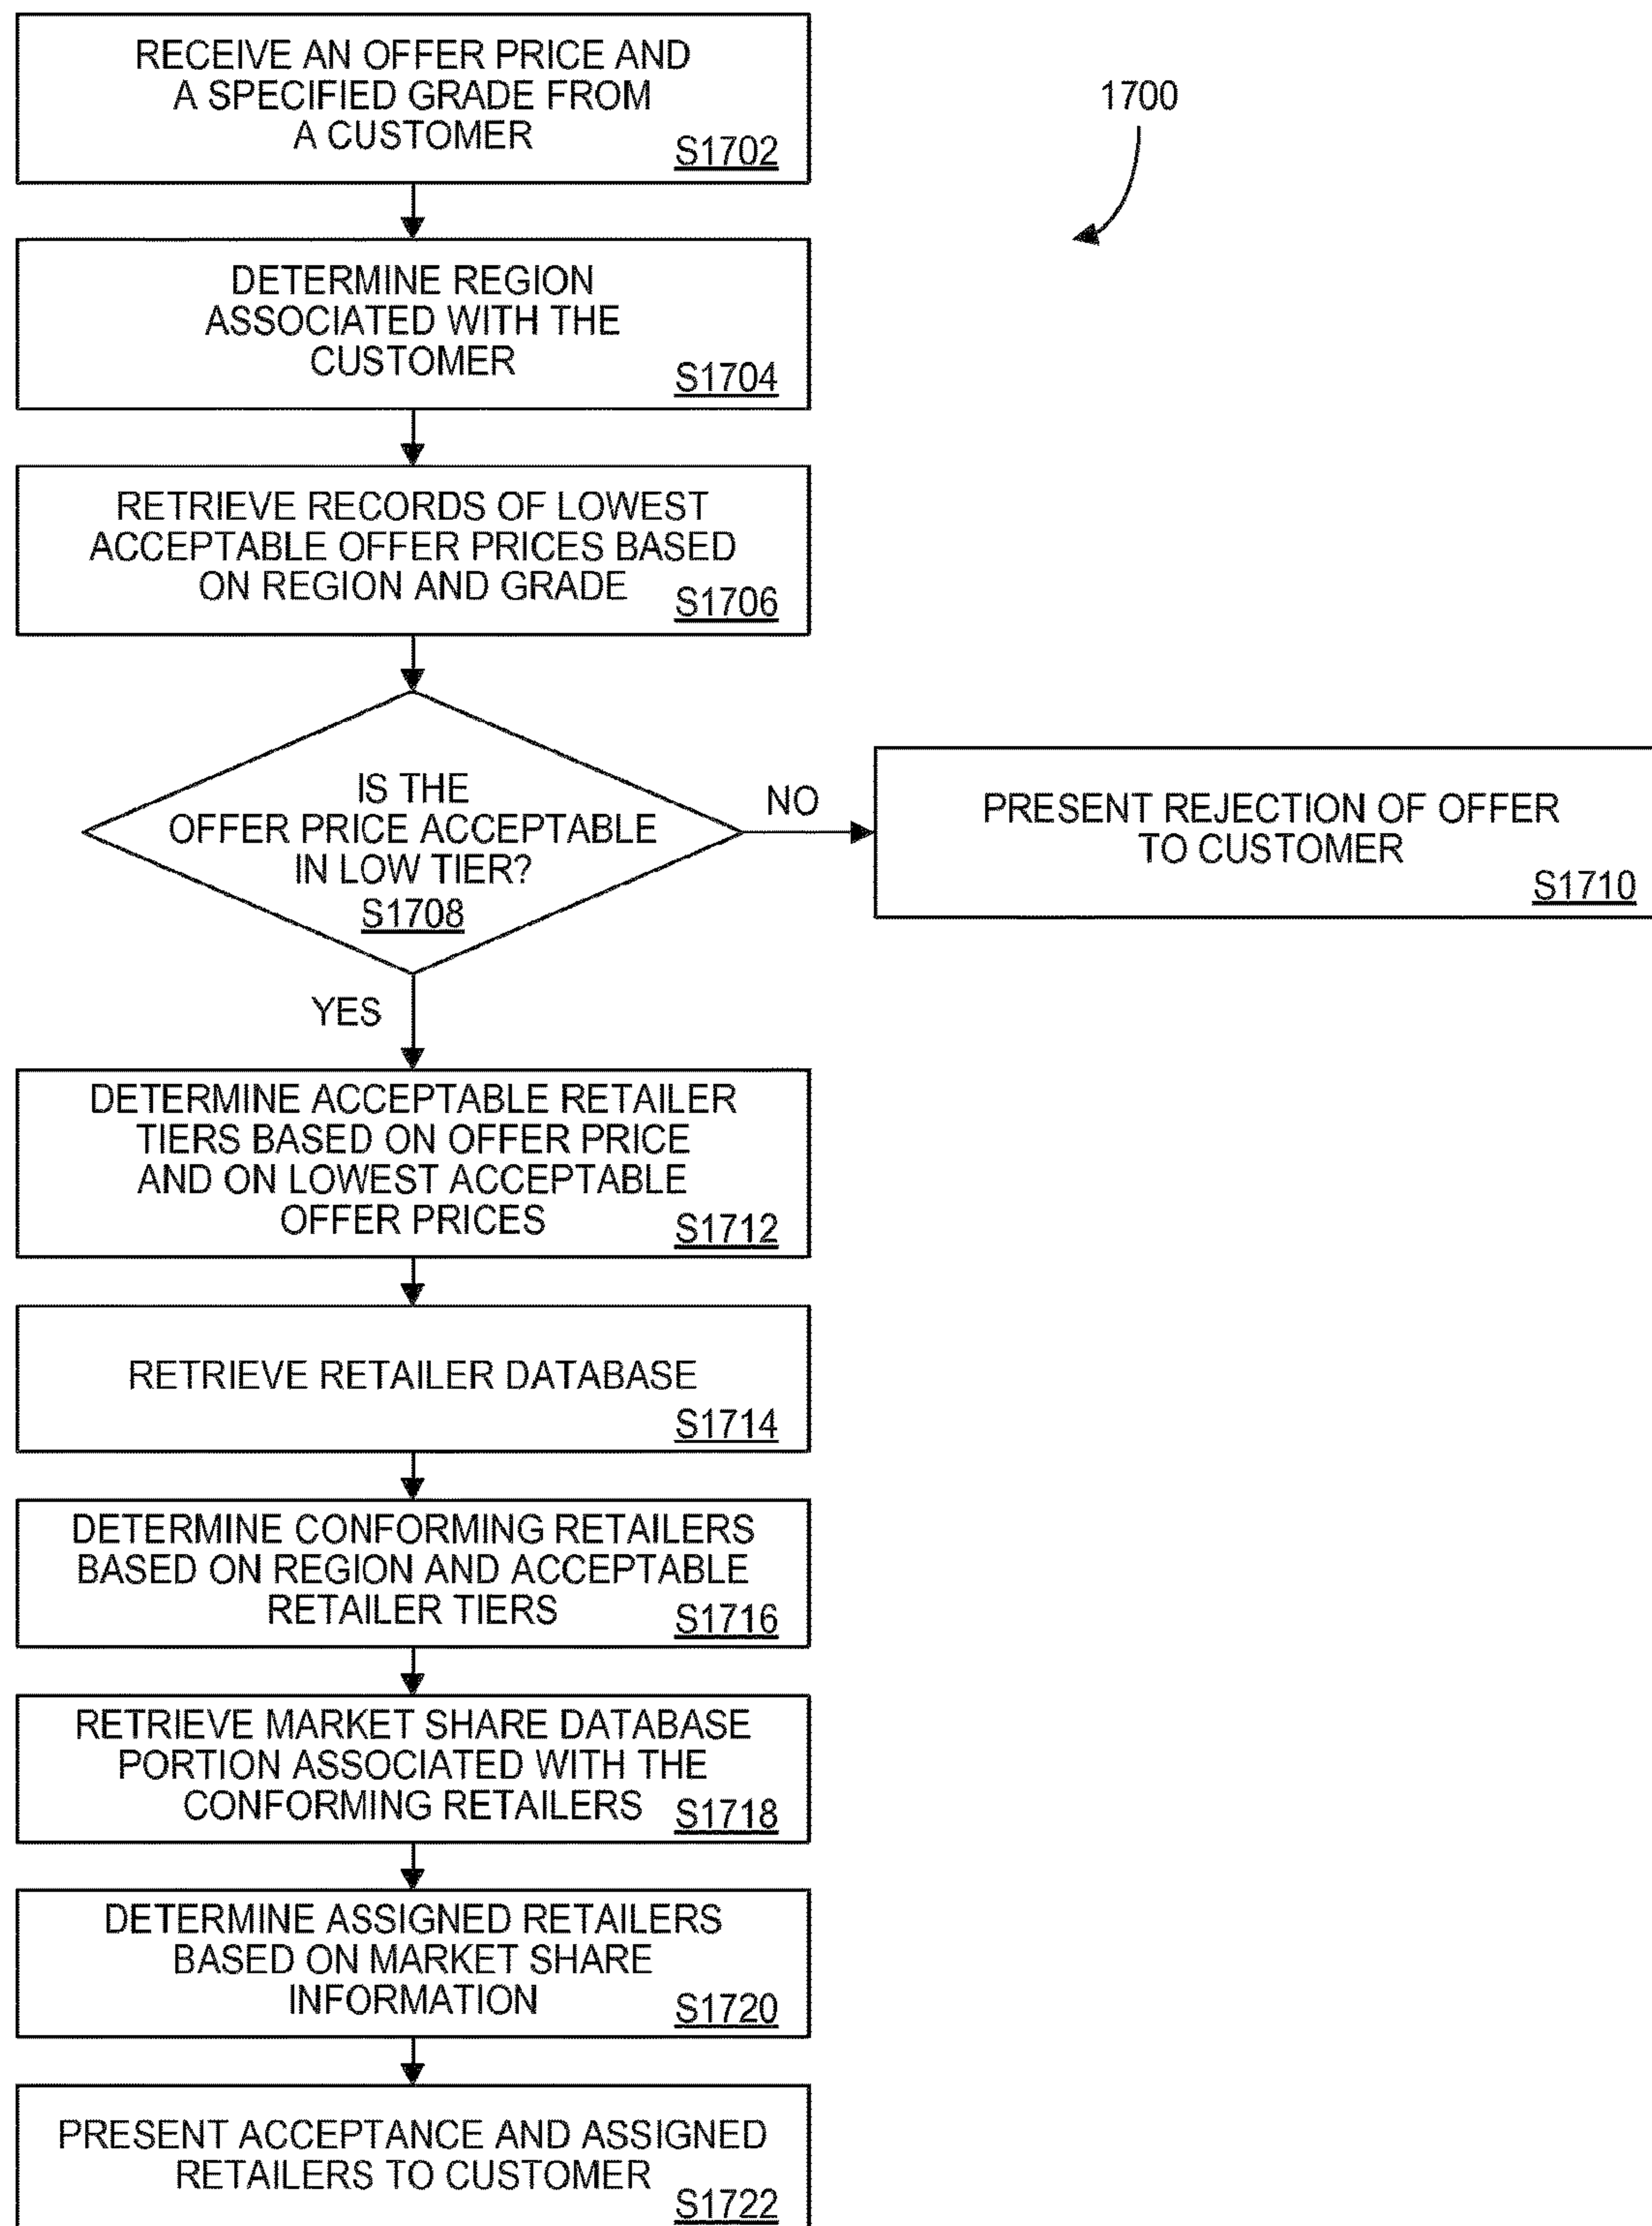 RECEIVE AN OFFER PRICE AND
A SPECIFIED GRADE FROM
A CUSTOMER
S1702
1700
DETERMINE REGION
ASSOCIATED WITH THE
CUSTOMER
S1704
RETRIEVE RECORDS OF LOWEST
ACCEPTABLE OFFER PRICES BASED
ON REGION AND GRADE
S1706
IS THE
OFFER PRICE ACCEPTABLE
IN LOW TIER?
S1708
NO
PRESENT REJECTION OF OFFER
TO CUSTOMER
S1710
YES
DETERMINE ACCEPTABLE RETAILER
TIERS BASED ON OFFER PRICE
AND ON LOWEST ACCEPTABLE
OFFER PRICES
S1712
RETRIEVE RETAILER DATABASE
S1714
DETERMINE CONFORMING RETAILERS
BASED ON REGION AND ACCEPTABLE
RETAILER TIERS
S1716
RETRIEVE MARKET SHARE DATABASE
PORTION ASSOCIATED WITH THE
CONFORMING RETAILERS
S1718
DETERMINE ASSIGNED RETAILERS
BASED ON MARKET SHARE
INFORMATION
S1720
PRESENT ACCEPTANCE AND ASSIGNED
RETAILERS TO CUSTOMER
S1722